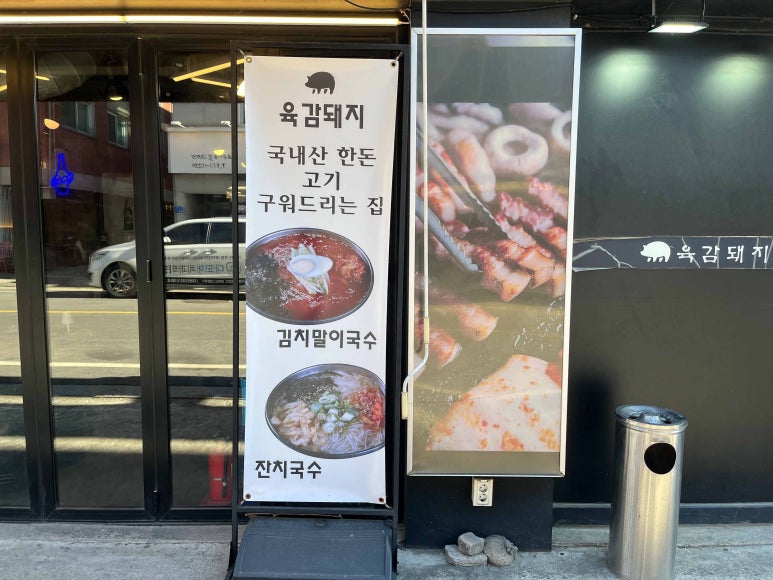 육감돼지
국내산 한돈
고기
구워드리는 집
김치말이국수
잔치국수
육감돼지